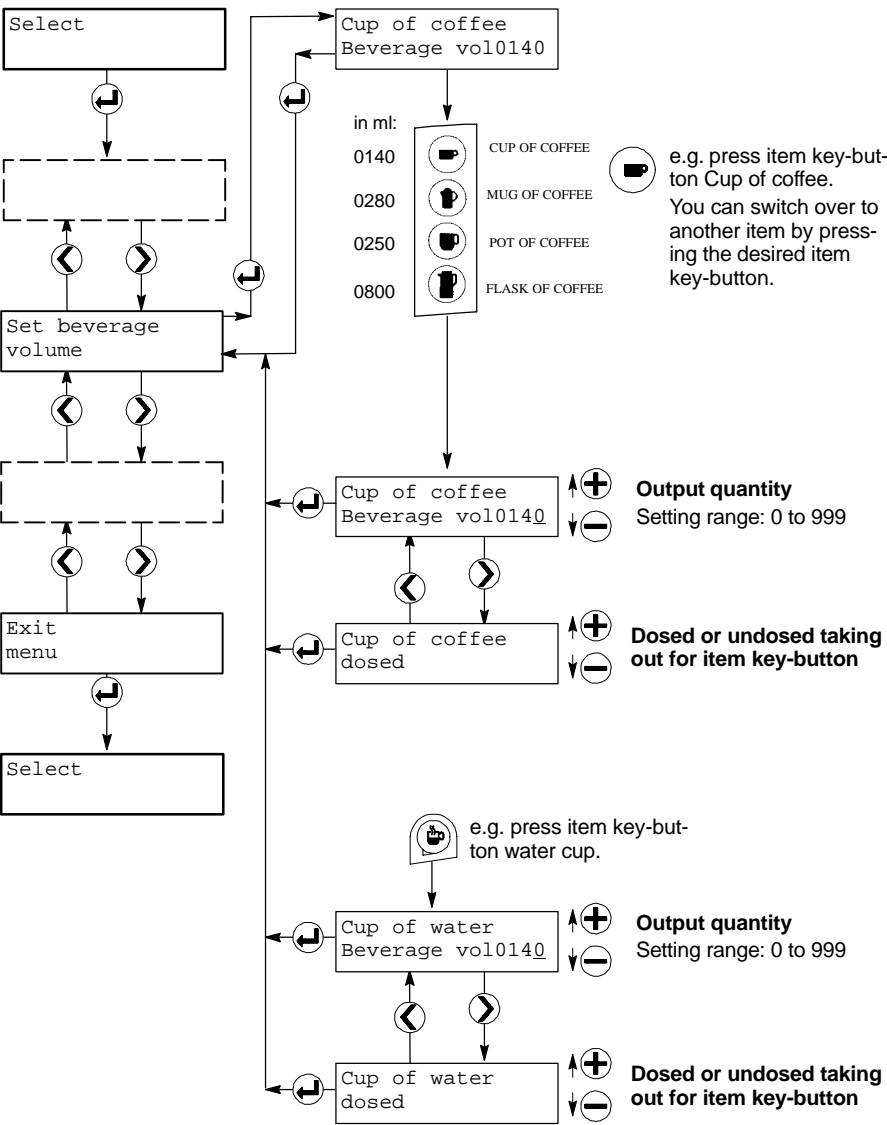 Select
Cup of coffee
Beverage vol0140
in ml:
0140 CUP OF COFFEE
0280 MUG OF COFFEE
0250 POT OF COFFEE
0800 FLASK OF COFFEE
e.g. press item key-but-
ton Cup of coffee.
You can switch over to
another item by press-
ing the desired item
key-button.
Set beverage
volume
Cup of coffee
Beverage vol0140
Output quantity
Setting range: 0 to 999
Exit
menu
Cup of coffee
dosed
Dosed or undosed taking
out for item key-button
Select
e.g. press item key-but-
ton water cup.
Cup of water
Beverage vol0140
Output quantity
Setting range: 0 to 999
Cup of water
dosed
Dosed or undosed taking
out for item key-button